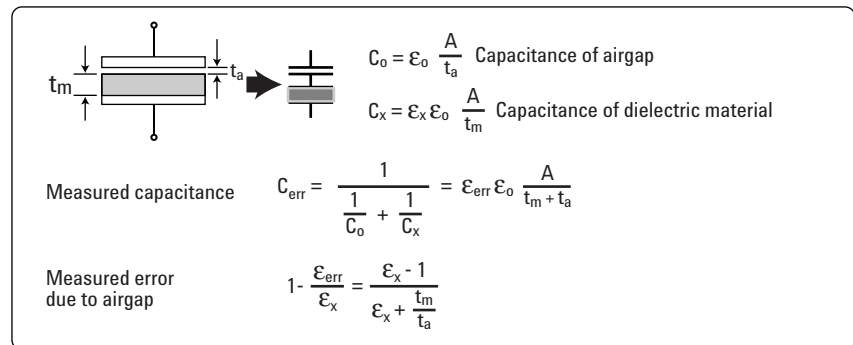 tm
ta
Co = εo A/ta Capacitance of airgap
Cx = εx εo A/tm Capacitance of dielectric material
Measured capacitance Cerr = 1/(1/Co + 1/Cx) = εerr εo A/(tm + ta)
Measured error
due to airgap
1- εerr/εx = (εx - 1)/(εx + tm/ta)